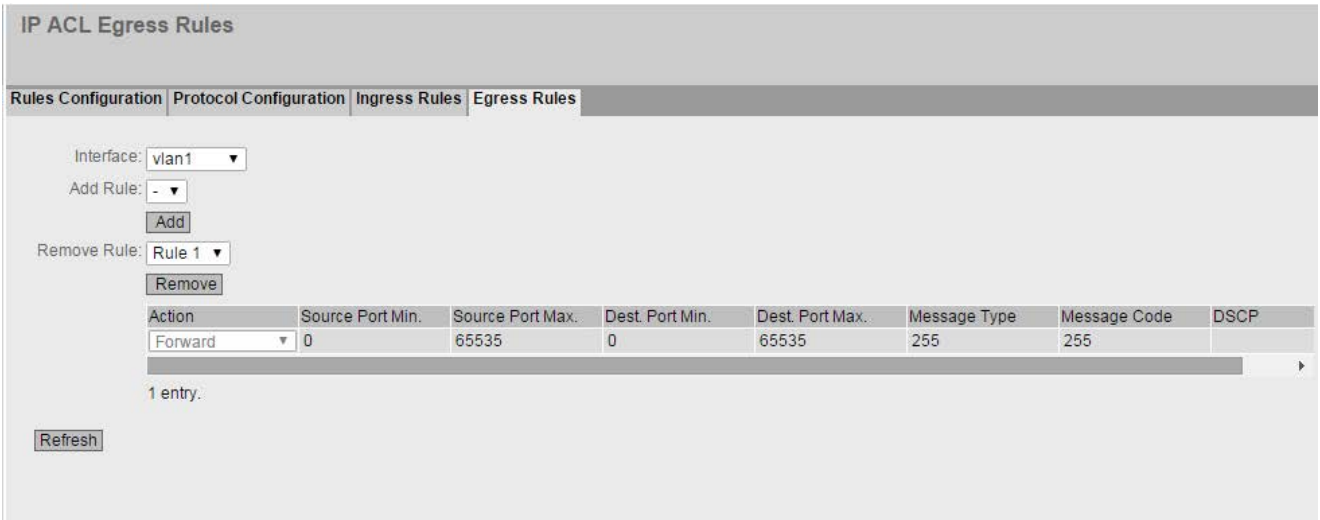 IP ACL Egress Rules
Rules Configuration Protocol Configuration Ingress Rules Egress Rules
Interface: vlan1
Add Rule: -
Add
Remove Rule: Rule 1
Remove
Action Source Port Min. Source Port Max. Dest. Port Min. Dest. Port Max. Message Type Message Code DSCP
Forward 0 65535 0 65535 255 255
1 entry.
Refresh